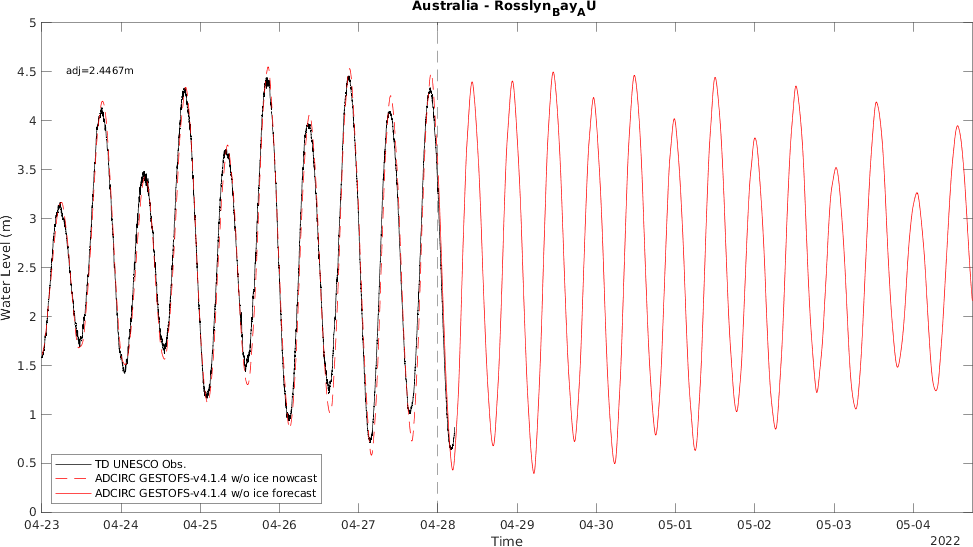 Australia - Rosslyn_Bay_AU
adj=2.4467m
5
4.5
4
3.5
3
2.5
2
1.5
1
0.5
0
Water Level (m)
TD UNESCO Obs.
ADCIRC GESTOFS-v4.1.4 w/o ice nowcast
ADCIRC GESTOFS-v4.1.4 w/o ice forecast
04-23 04-24 04-25 04-26 04-27 04-28 04-29 04-30 05-01 05-02 05-03 05-04
Time
2022